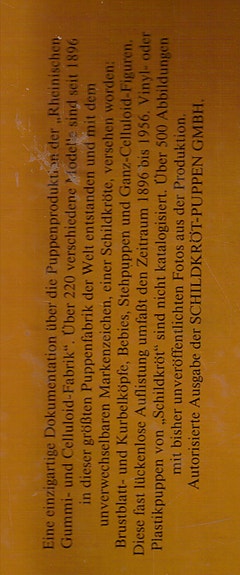 Eine einzigartige Dokumentation über die Puppenproduktion der „Rheinischen
Gummi- und Celluloid-Fabrik“. Über 220 verschiedene Modelle sind seit 1896
in dieser größten Puppenfabrik der Welt entstanden und mit dem
unverwechselbaren Markenzeichen, einer Schildkröte, versehen worden:
Brustblatt- und Kurbelköpfe, Bebies, Stehpuppen und Ganz-Celluloid-Figuren.
Diese fast lückenlose Auflistung umfaßt den Zeitraum 1896 bis 1956. Vinyl- oder
Plastikpuppen von „Schildkröt“ sind nicht katalogisiert. Über 500 Abbildungen
mit bisher unveröffentlichten Fotos aus der Produktion.
Autorisierte Ausgabe der SCHILDKRÖT-PUPPEN GMBH.